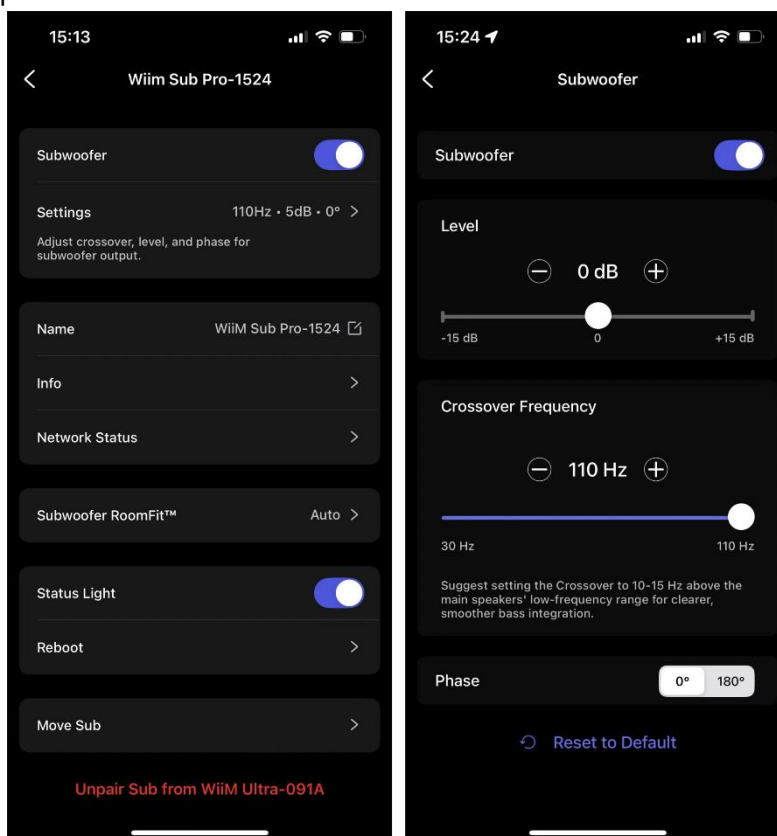 15:13
Wiim Sub Pro-1524
Subwoofer
Settings 110Hz • 5dB • 0° >
Adjust crossover, level, and phase for
subwoofer output.
Name WiiM Sub Pro-1524
Info >
Network Status >
Subwoofer RoomFit™ Auto >
Status Light
Reboot >
Move Sub >
Unpair Sub from WiiM Ultra-091A
15:24
Subwoofer
Subwoofer
Level
0 dB
-15 dB 0 +15 dB
Crossover Frequency
110 Hz
30 Hz 110 Hz
Suggest setting the Crossover to 10-15 Hz above the
main speakers' low-frequency range for clearer,
smoother bass integration.
Phase 0° 180°
Reset to Default